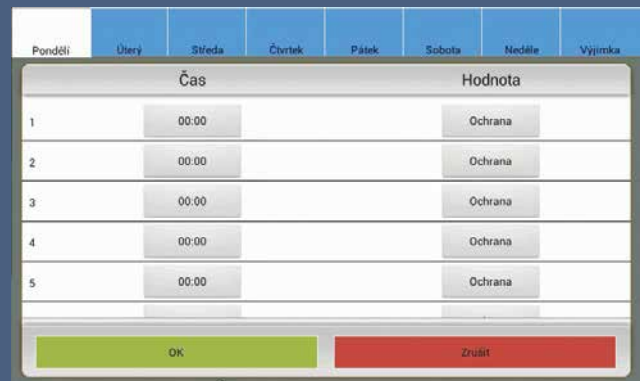 Pondělí Úterý Středa Čtvrtek Pátek Sobota Neděle Výjimka
Čas Hodnota
1 00:00 Ochrana
2 00:00 Ochrana
3 00:00 Ochrana
4 00:00 Ochrana
5 00:00 Ochrana
OK Zrušit